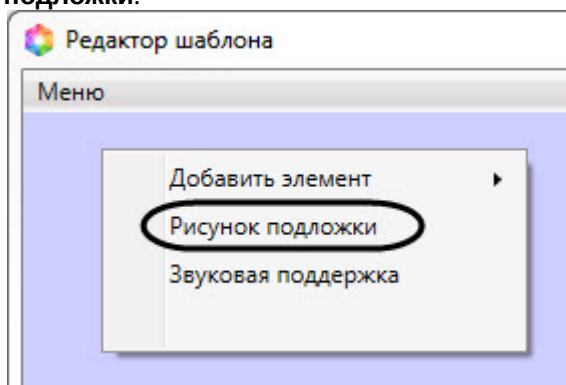 подложки.
Редактор шаблона
Меню
Добавить элемент
Рисунок подложки
Звуковая поддержка